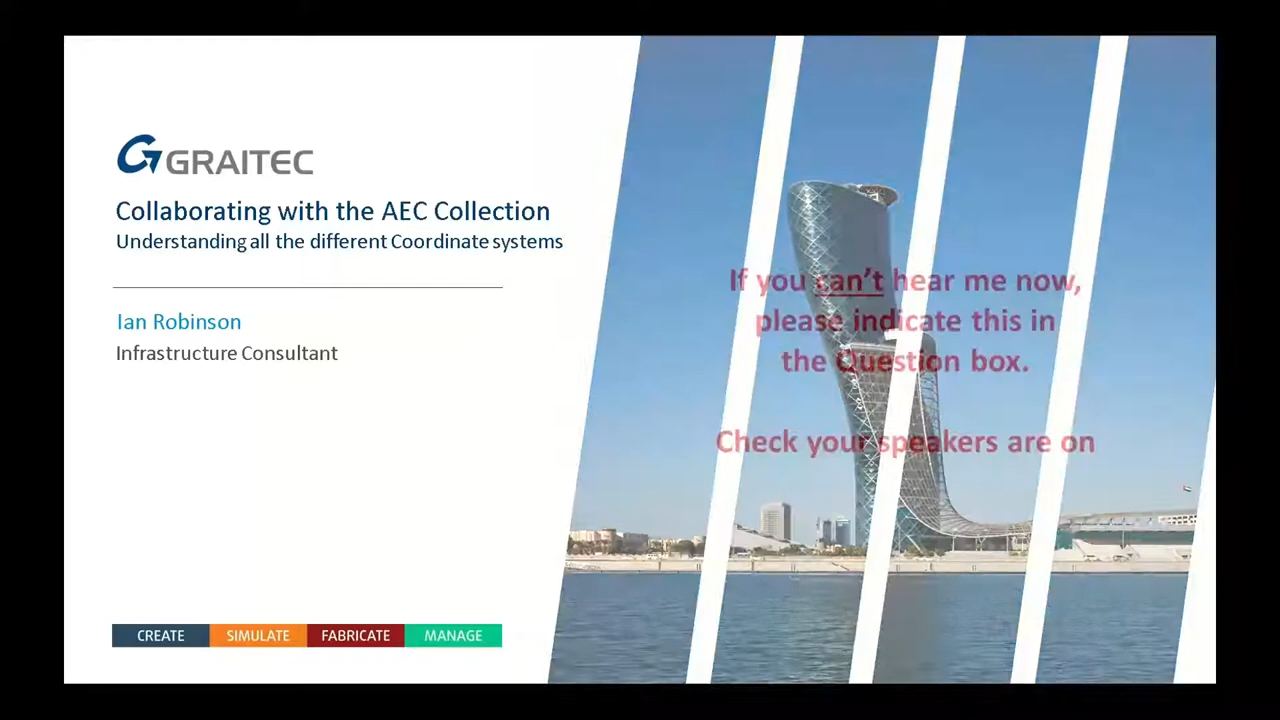 GRAITEC
Collaborating with the AEC Collection
Understanding all the different Coordinate systems
Ian Robinson
Infrastructure Consultant
If you can't hear me now,
please indicate this in
the Question box.
Check your speakers are on
CREATE SIMULATE FABRICATE MANAGE